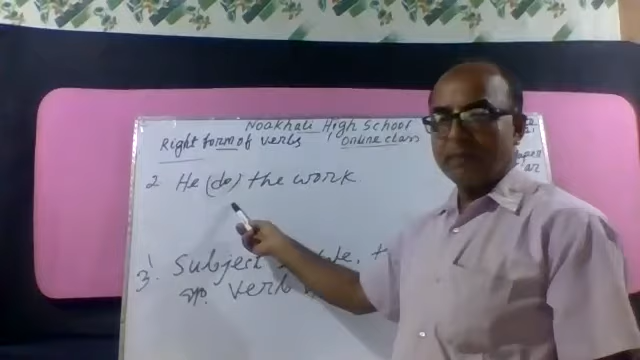 Noakhali High School
Right form of verbs
Online class
2. He (do) the work.
3. Subject
verb